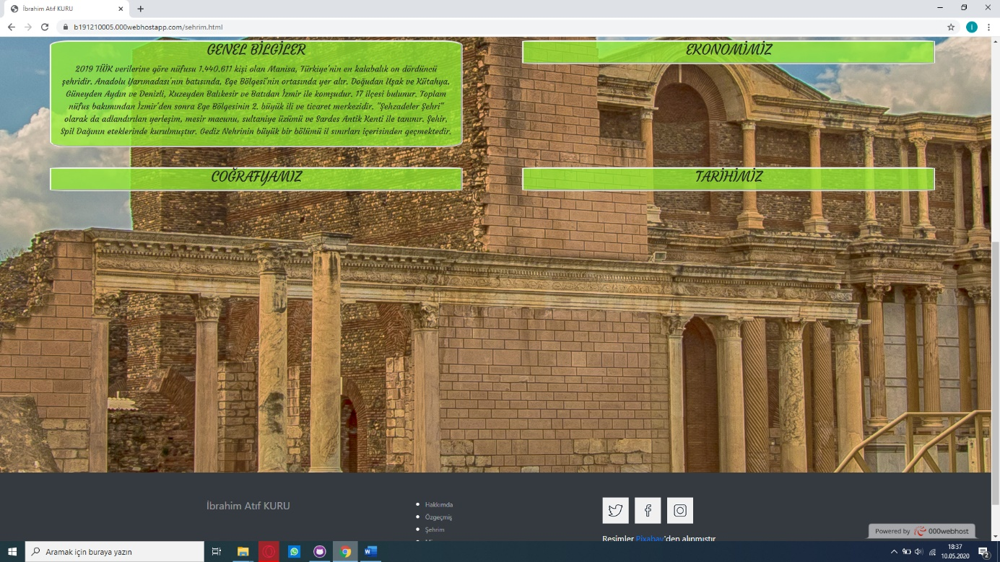 İbrahim Atıf KURU
b191210005.000webhostapp.com/sehrim.html
GENEL BİLGİLER
2019 TÜİK verilerine göre nüfusu 1.440.611 kişi olan Manisa, Türkiye'nin en kalabalık on dördüncü
şehridir. Anadolu Yarımadası'nın batısında, Ege Bölgesi'nin ortasında yer alır. Doğudan Uşak ve Kütahya,
Güneyden Aydın ve Denizli, Kuzeyden Balıkesir ve Batıdan İzmir ile komşudur. 17 ilçesi bulunur. Toplam
nüfus bakımından İzmir'den sonra Ege Bölgesinin 2. büyük ili ve ticaret merkezidir. "Şehzadeler Şehri"
olarak da adlandırılan yerleşim, mesir macunu, sultaniye üzümü ve Sardes Antik Kenti ile tanınır. Şehir,
Spil Dağının eteklerinde kurulmuştur. Gediz Nehrinin büyük bir bölümü il sınırları içerisinden geçmektedir.
EKONOMİMİZ
COĞRAFYAMIZ
TARİHİMİZ
İbrahim Atıf KURU
Hakkımda
Özgeçmiş
Şehrim
Resimler Pixabay'den alınmıştır
Powered by 000webhost
Aramak için buraya yazın
18:37
10.05.2020
2